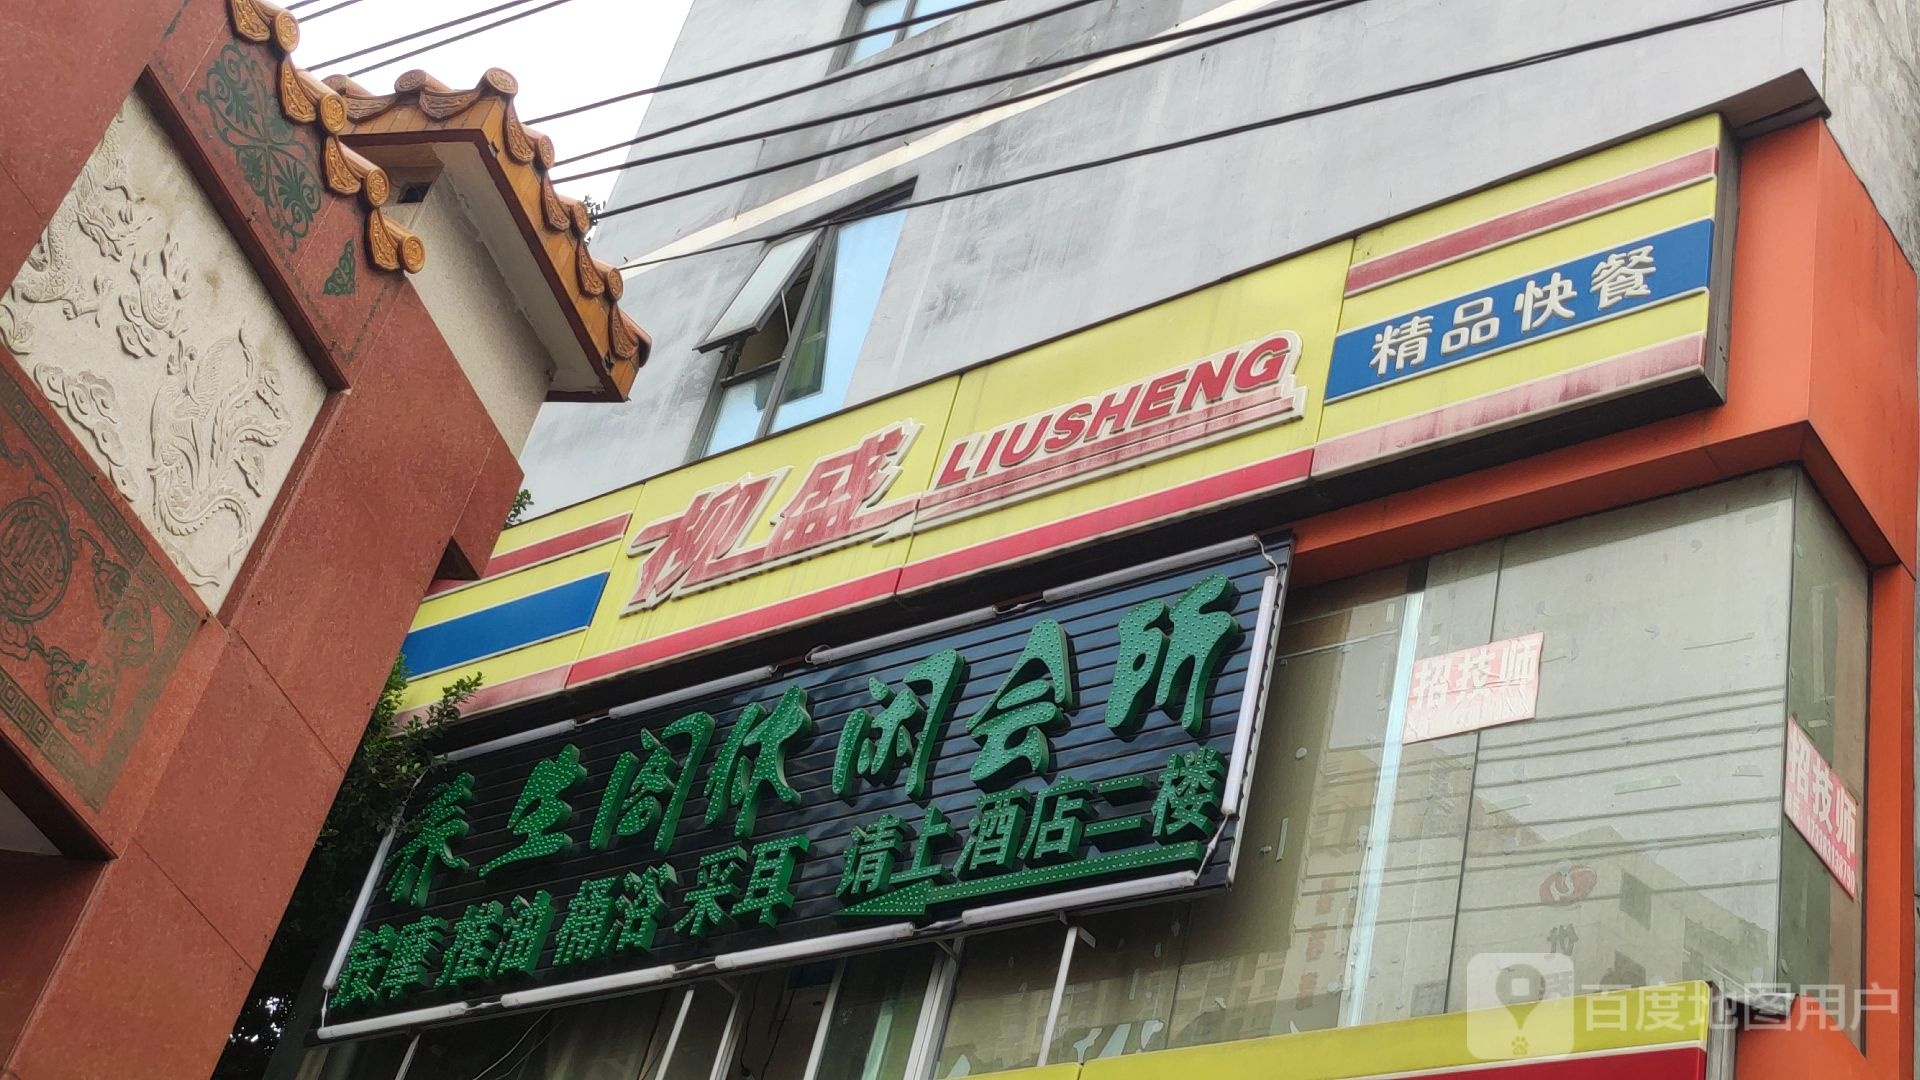 精品快餐
柳盛 LIUSHENG
养生阁休闲会所
按摩 推油 桶浴 采耳 请上酒店二楼
招技师
招技师
百度地图用户